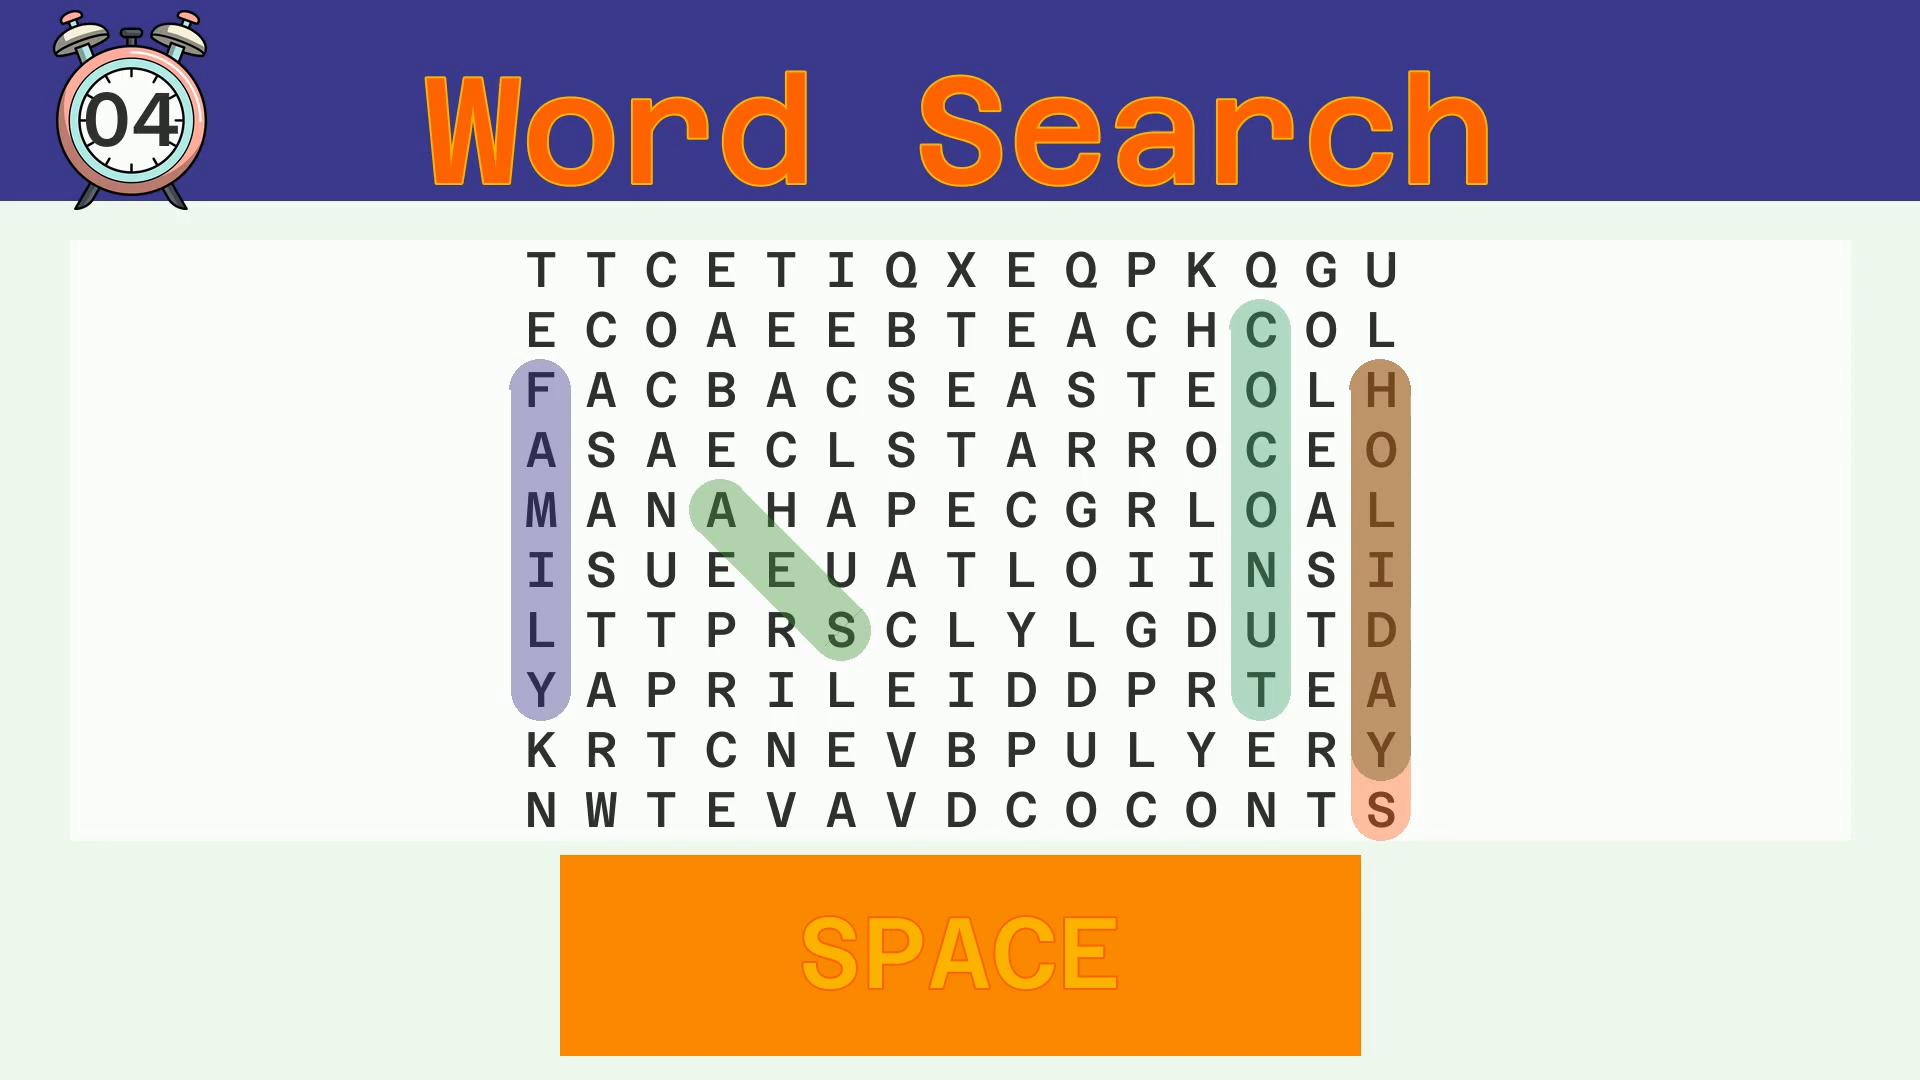 04
Word Search
T T C E T I Q X E Q P K Q G U
E C O A E E B T E A C H C O L
F A C B A C S E A S T E O L H
A S A E C L S T A R R O C E O
M A N A H A P E C G R L O A L
I S U E E U A T L O I I N S I
L T T P R S C L Y L G D U T D
Y A P R I L E I D D P R T E A
K R T C N E V B P U L Y E R Y
N W T E V A V D C O C O N T S
SPACE